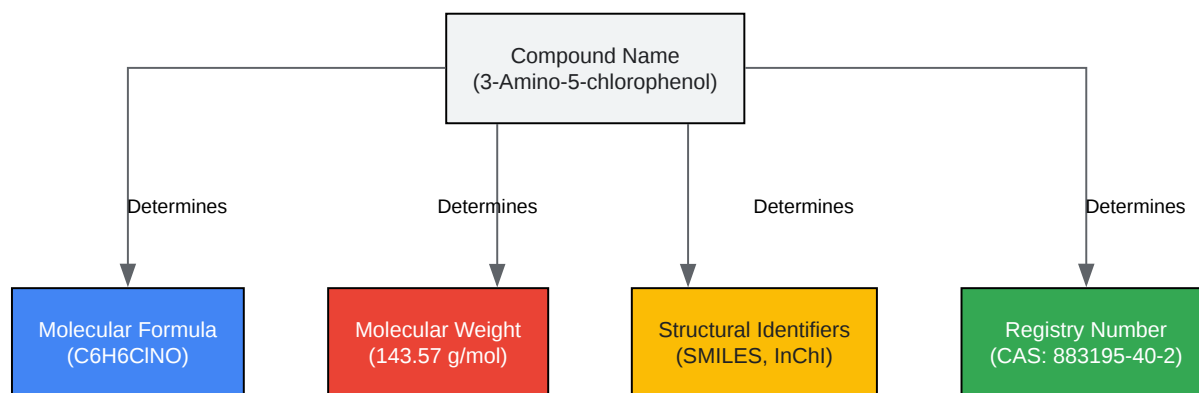 Compound Name
(3-Amino-5-chlorophenol)
Determines
Determines
Determines
Determines
Molecular Formula
(C6H6ClNO)
Molecular Weight
(143.57 g/mol)
Structural Identifiers
(SMILES, InChI)
Registry Number
(CAS: 883195-40-2)